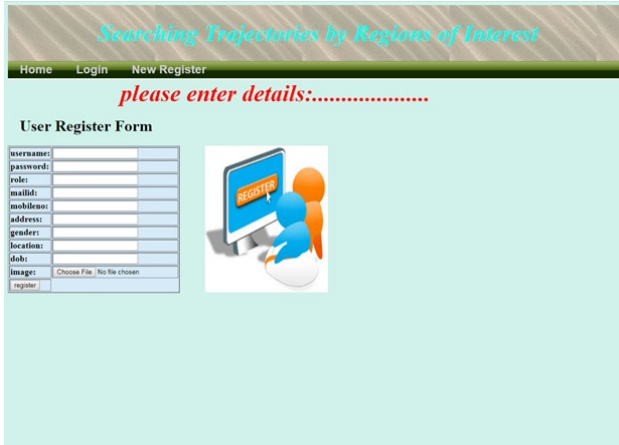 Searching Trajectories by Regions of Interest
Home Login New Register
please enter details:....................
User Register Form
username:
password:
role:
mailid:
mobileno:
address:
gender:
location:
dob:
image: Choose File No file chosen
register
REGISTER